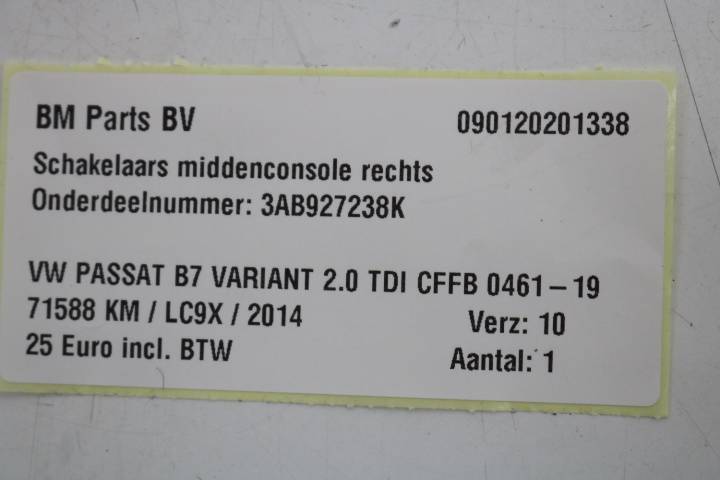 BM Parts BV 090120201338
Schakelaars middenconsole rechts
Onderdeelnummer: 3AB927238K
VW PASSAT B7 VARIANT 2.0 TDI CFFB 0461-19
71588 KM / LC9X / 2014 Verz: 10
25 Euro incl. BTW Aantal: 1